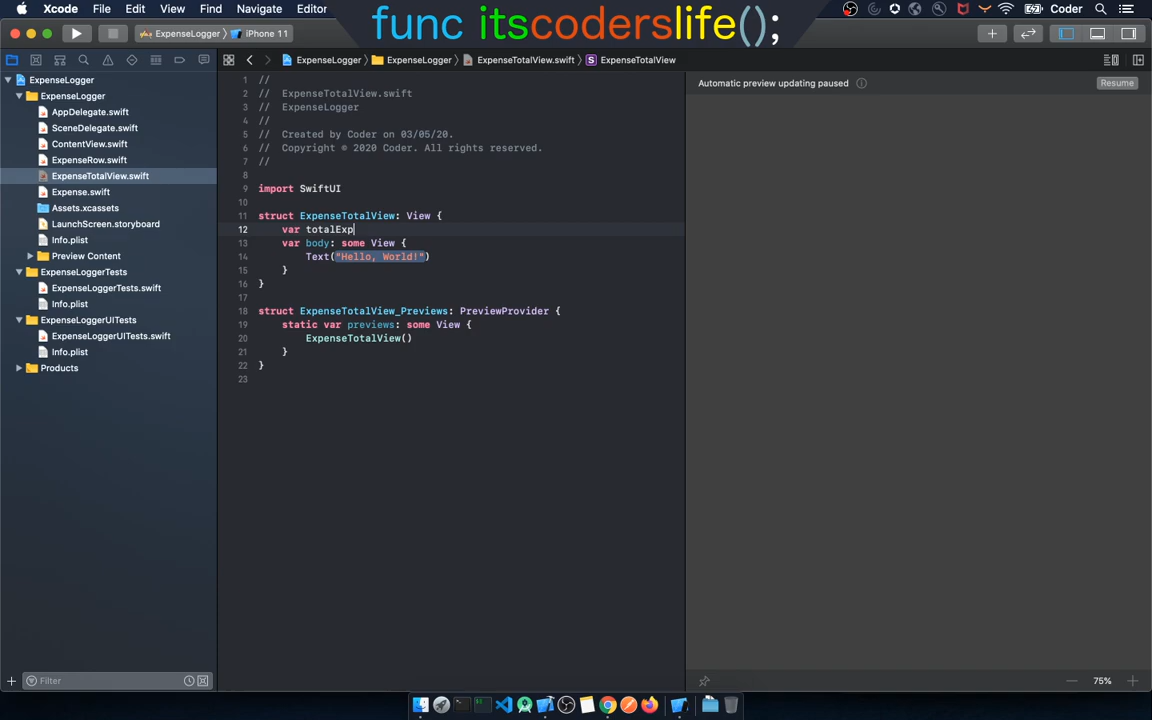 Xcode File Edit View Find Navigate Editor
func itscoderslife();
Coder
ExpenseLogger iPhone 11
ExpenseLogger ExpenseLogger ExpenseTotalView.swift S ExpenseTotalView
ExpenseLogger
ExpenseLogger
AppDelegate.swift
SceneDelegate.swift
ContentView.swift
ExpenseRow.swift
ExpenseTotalView.swift
Expense.swift
Assets.xcassets
LaunchScreen.storyboard
Info.plist
Preview Content
ExpenseLoggerTests
ExpenseLoggerTests.swift
Info.plist
ExpenseLoggerUITests
ExpenseLoggerUITests.swift
Info.plist
Products
Filter
1 //
2 // ExpenseTotalView.swift
3 // ExpenseLogger
4 //
5 // Created by Coder on 03/05/20.
6 // Copyright © 2020 Coder. All rights reserved.
7 //
8
9 import SwiftUI
10
11 struct ExpenseTotalView: View {
12 var totalExp
13 var body: some View {
14 Text("Hello, World!")
15 }
16 }
17
18 struct ExpenseTotalView_Previews: PreviewProvider {
19 static var previews: some View {
20 ExpenseTotalView()
21 }
22 }
23
Automatic preview updating paused Resume
75%